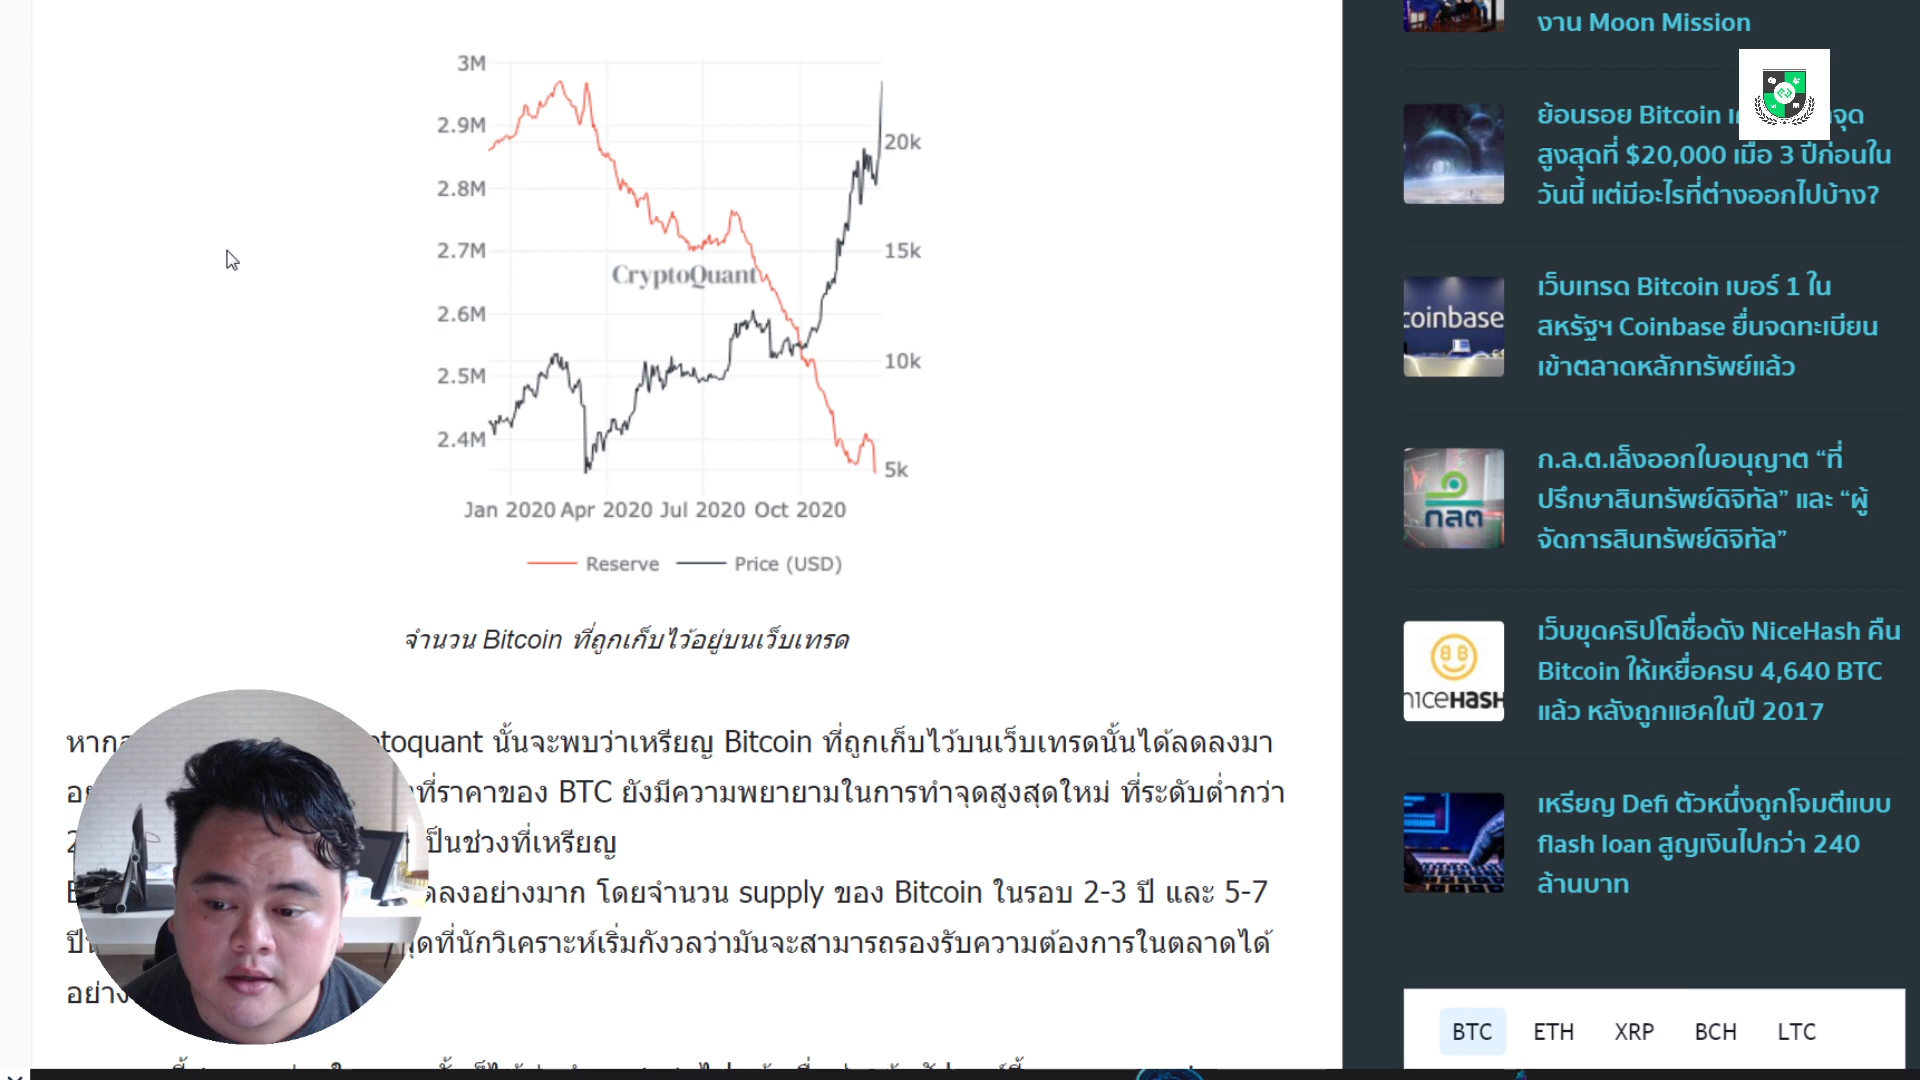 3M
2.9M
2.8M
2.7M
2.6M
2.5M
2.4M
20k
15k
10k
5k
CryptoQuant
Jan 2020 Apr 2020 Jul 2020 Oct 2020
Reserve Price (USD)
จำนวน Bitcoin ที่ถูกเก็บไว้อยู่บนเว็บเทรด
นั้นจะพบว่าเหรียญ Bitcoin ที่ถูกเก็บไว้บนเว็บเทรดนั้นได้ลดลงมา
ที่ราคาของ BTC ยังมีความพยายามในการทำจุดสูงสุดใหม่ ที่ระดับต่ำกว่า
เป็นช่วงที่เหรียญ
ลดลงอย่างมาก โดยจำนวน supply ของ Bitcoin ในรอบ 2-3 ปี และ 5-7
ที่นักวิเคราะห์เริ่มกังวลว่ามันจะสามารถรองรับความต้องการในตลาดได้
งาน Moon Mission
ย้อนรอย Bitcoin
สูงสุดที่ $20,000 เมื่อ 3 ปีก่อนใน
วันนี้ แต่มีอะไรที่ต่างออกไปบ้าง?
coinbase
เว็บเทรด Bitcoin เบอร์ 1 ใน
สหรัฐฯ Coinbase ยื่นจดทะเบียน
เข้าตลาดหลักทรัพย์แล้ว
กลต
ก.ล.ต.เล็งออกใบอนุญาต “ที่
ปรึกษาสินทรัพย์ดิจิทัล” และ “ผู้
จัดการสินทรัพย์ดิจิทัล”
niceHASH
เว็บขุดคริปโตชื่อดัง NiceHash คืน
Bitcoin ให้เหยื่อครบ 4,640 BTC
แล้ว หลังถูกแฮคในปี 2017
เหรียญ Defi ตัวหนึ่งถูกโจมตีแบบ
flash loan สูญเงินไปกว่า 240
ล้านบาท
BTC ETH XRP BCH LTC